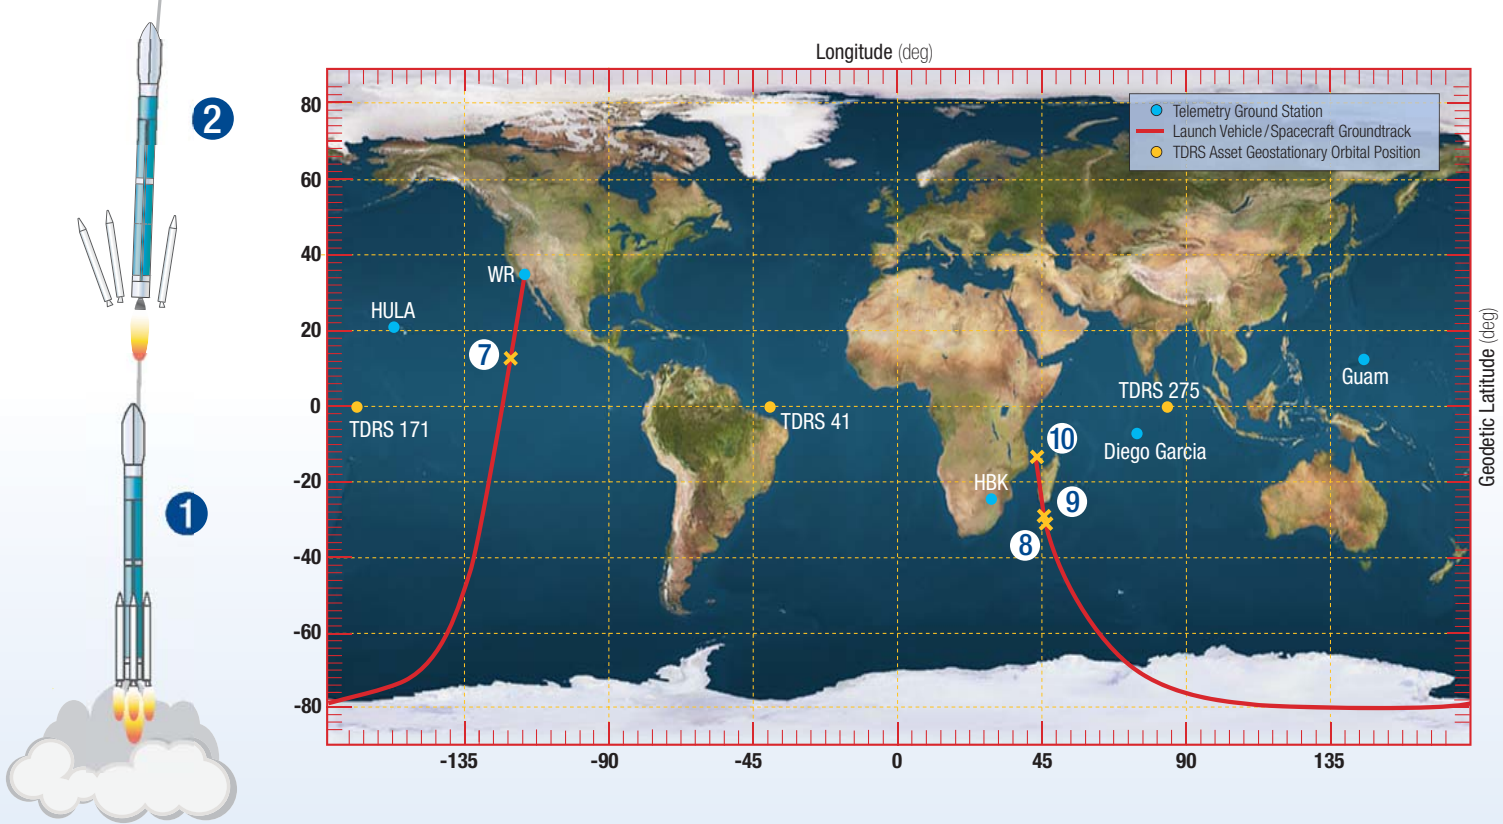 2
1
Longitude (deg)
Telemetry Ground Station
Launch Vehicle/Spacecraft Groundtrack
TDRS Asset Geostationary Orbital Position
80
60
40
20
0
-20
-40
-60
-80
WR
HULA
7
TDRS 171
TDRS 41
TDRS 275
Guam
10
Diego Garcia
HBK
9
8
-135
-90
-45
0
45
90
135
Geodetic Latitude (deg)